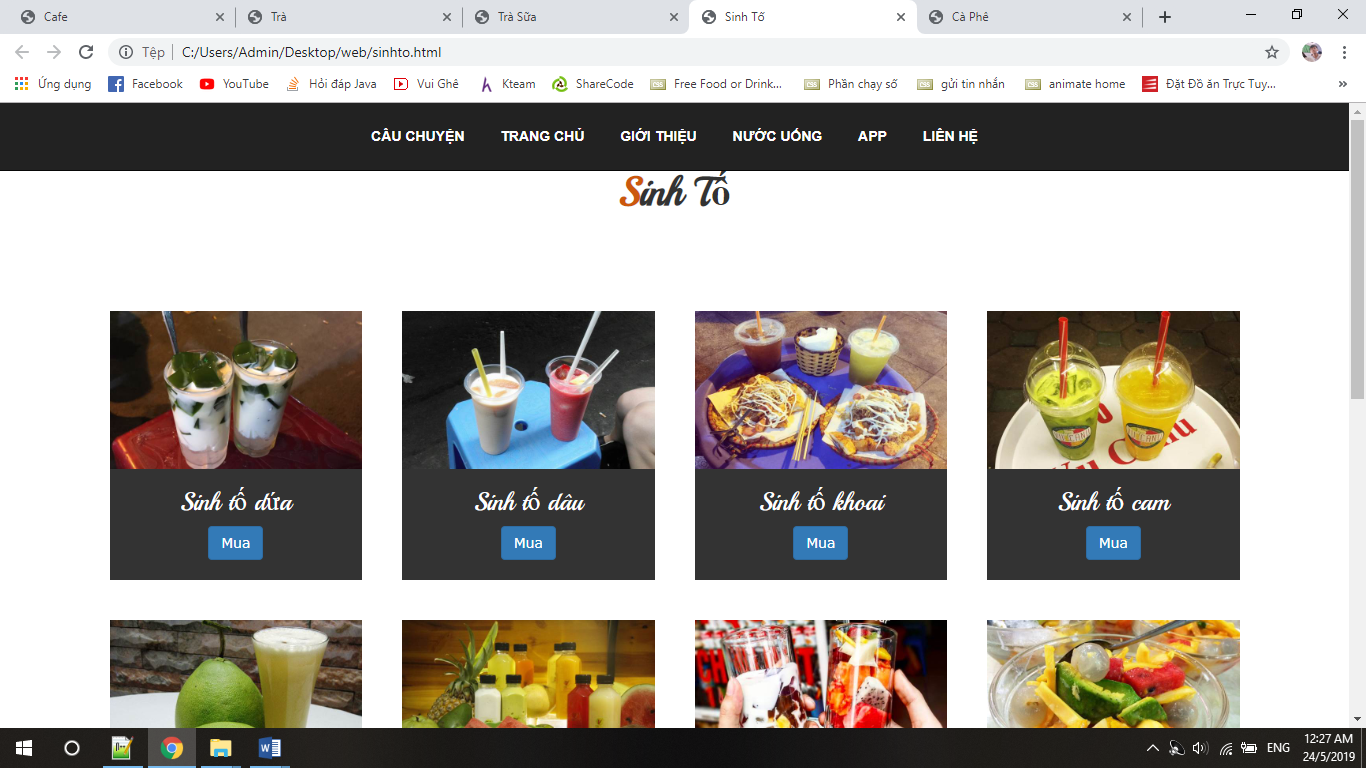 Cafe
Trà
Trà Sữa
Sinh Tố
Cà Phê
Tệp
C:/Users/Admin/Desktop/web/sinhto.html
Ứng dụng
Facebook
YouTube
Hỏi đáp Java
Vui Ghê
Kteam
ShareCode
Free Food or Drink...
Phần chạy số
gửi tin nhắn
animate home
Đặt Đồ ăn Trực Tuy...
»
CÂU CHUYỆN
TRANG CHỦ
GIỚI THIỆU
NƯỚC UỐNG
APP
LIÊN HỆ
Sinh Tố
Sinh tố dứa
Sinh tố dâu
Sinh tố khoai
Sinh tố cam
Mua
Mua
Mua
Mua
ENG
12:27 AM
24/5/2019